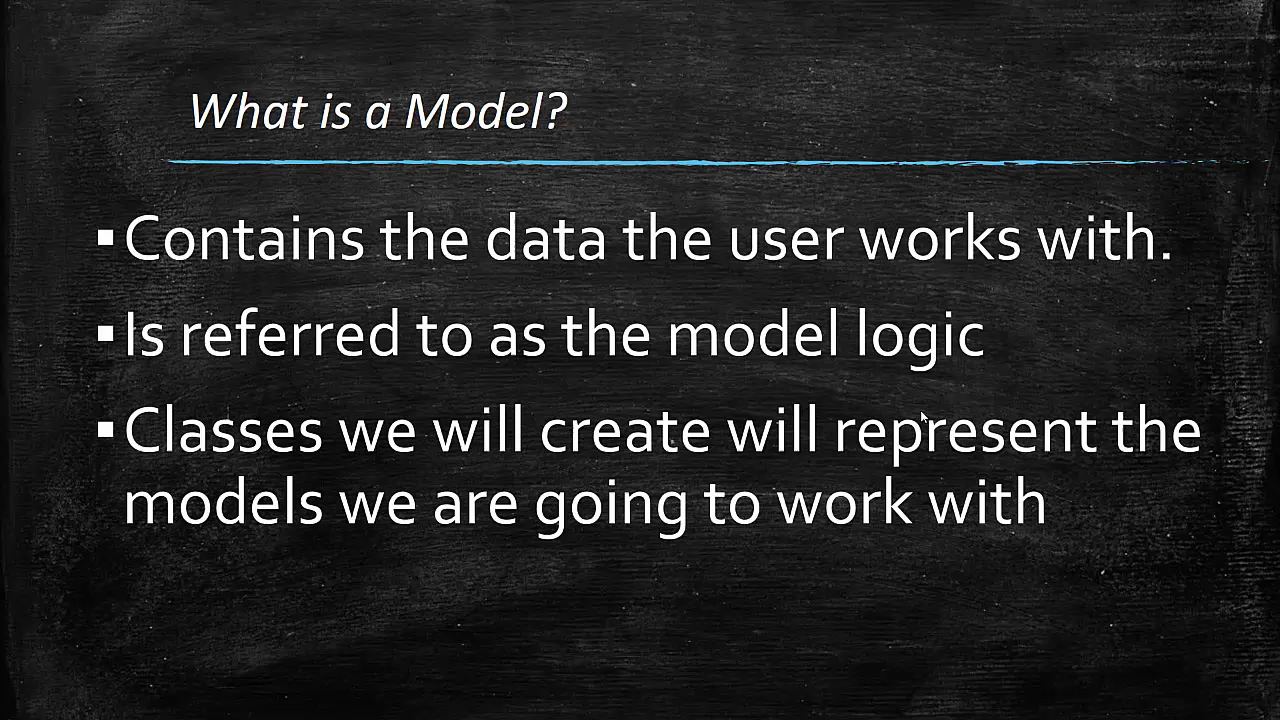 What is a Model?
▪Contains the data the user works with.
▪Is referred to as the model logic
▪Classes we will create will represent the
models we are going to work with